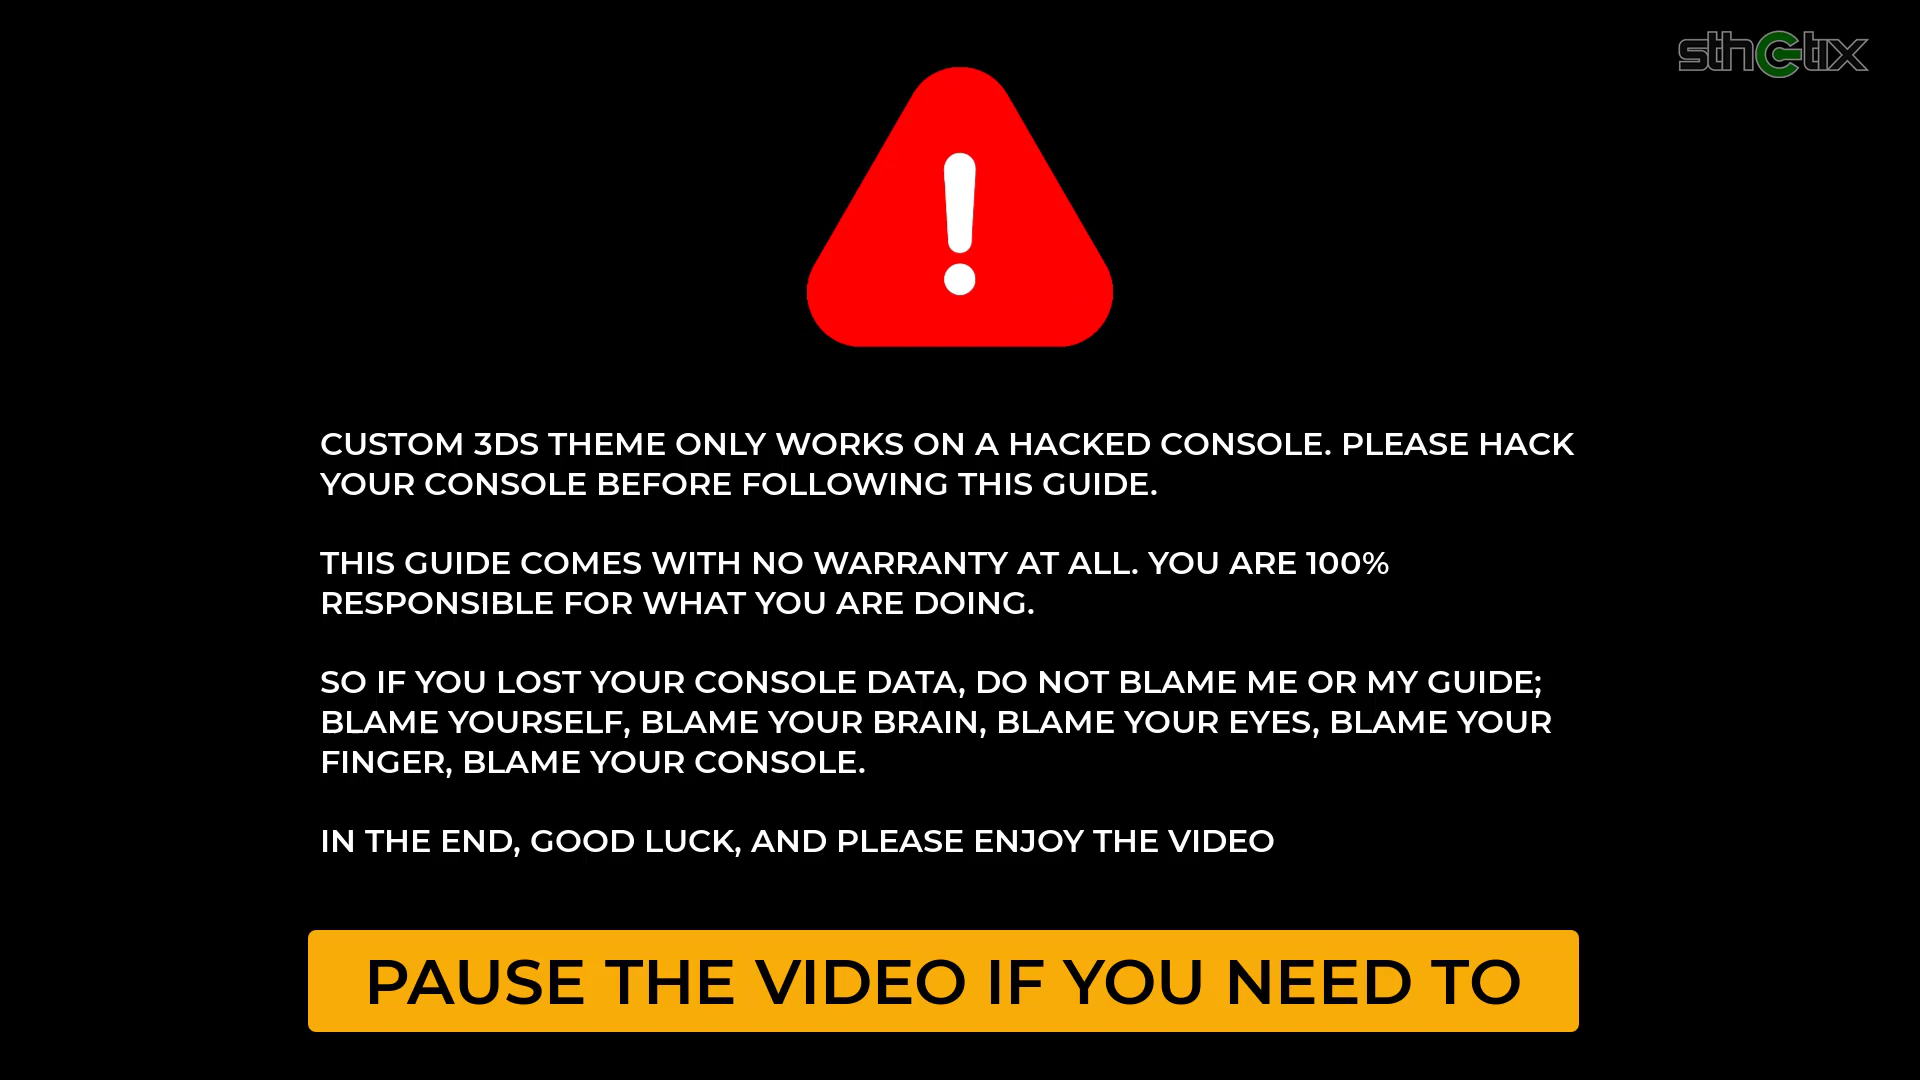 sthetix
CUSTOM 3DS THEME ONLY WORKS ON A HACKED CONSOLE. PLEASE HACK
YOUR CONSOLE BEFORE FOLLOWING THIS GUIDE.
THIS GUIDE COMES WITH NO WARRANTY AT ALL. YOU ARE 100%
RESPONSIBLE FOR WHAT YOU ARE DOING.
SO IF YOU LOST YOUR CONSOLE DATA, DO NOT BLAME ME OR MY GUIDE;
BLAME YOURSELF, BLAME YOUR BRAIN, BLAME YOUR EYES, BLAME YOUR
FINGER, BLAME YOUR CONSOLE.
IN THE END, GOOD LUCK, AND PLEASE ENJOY THE VIDEO
PAUSE THE VIDEO IF YOU NEED TO